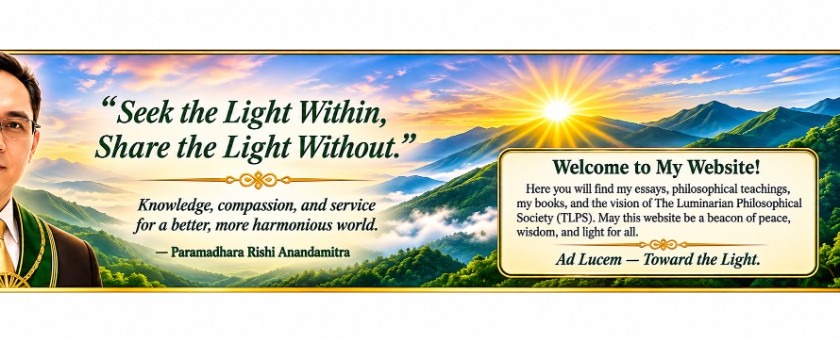 “Seek the Light Within,
Share the Light Without.”
Knowledge, compassion, and service
for a better, more harmonious world.
— Paramadhara Rishi Anandamitra
Welcome to My Website!
Here you will find my essays, philosophical teachings,
my books, and the vision of The Luminarian Philosophical
Society (TLPS). May this website be a beacon of peace,
wisdom, and light for all.
Ad Lucem — Toward the Light.